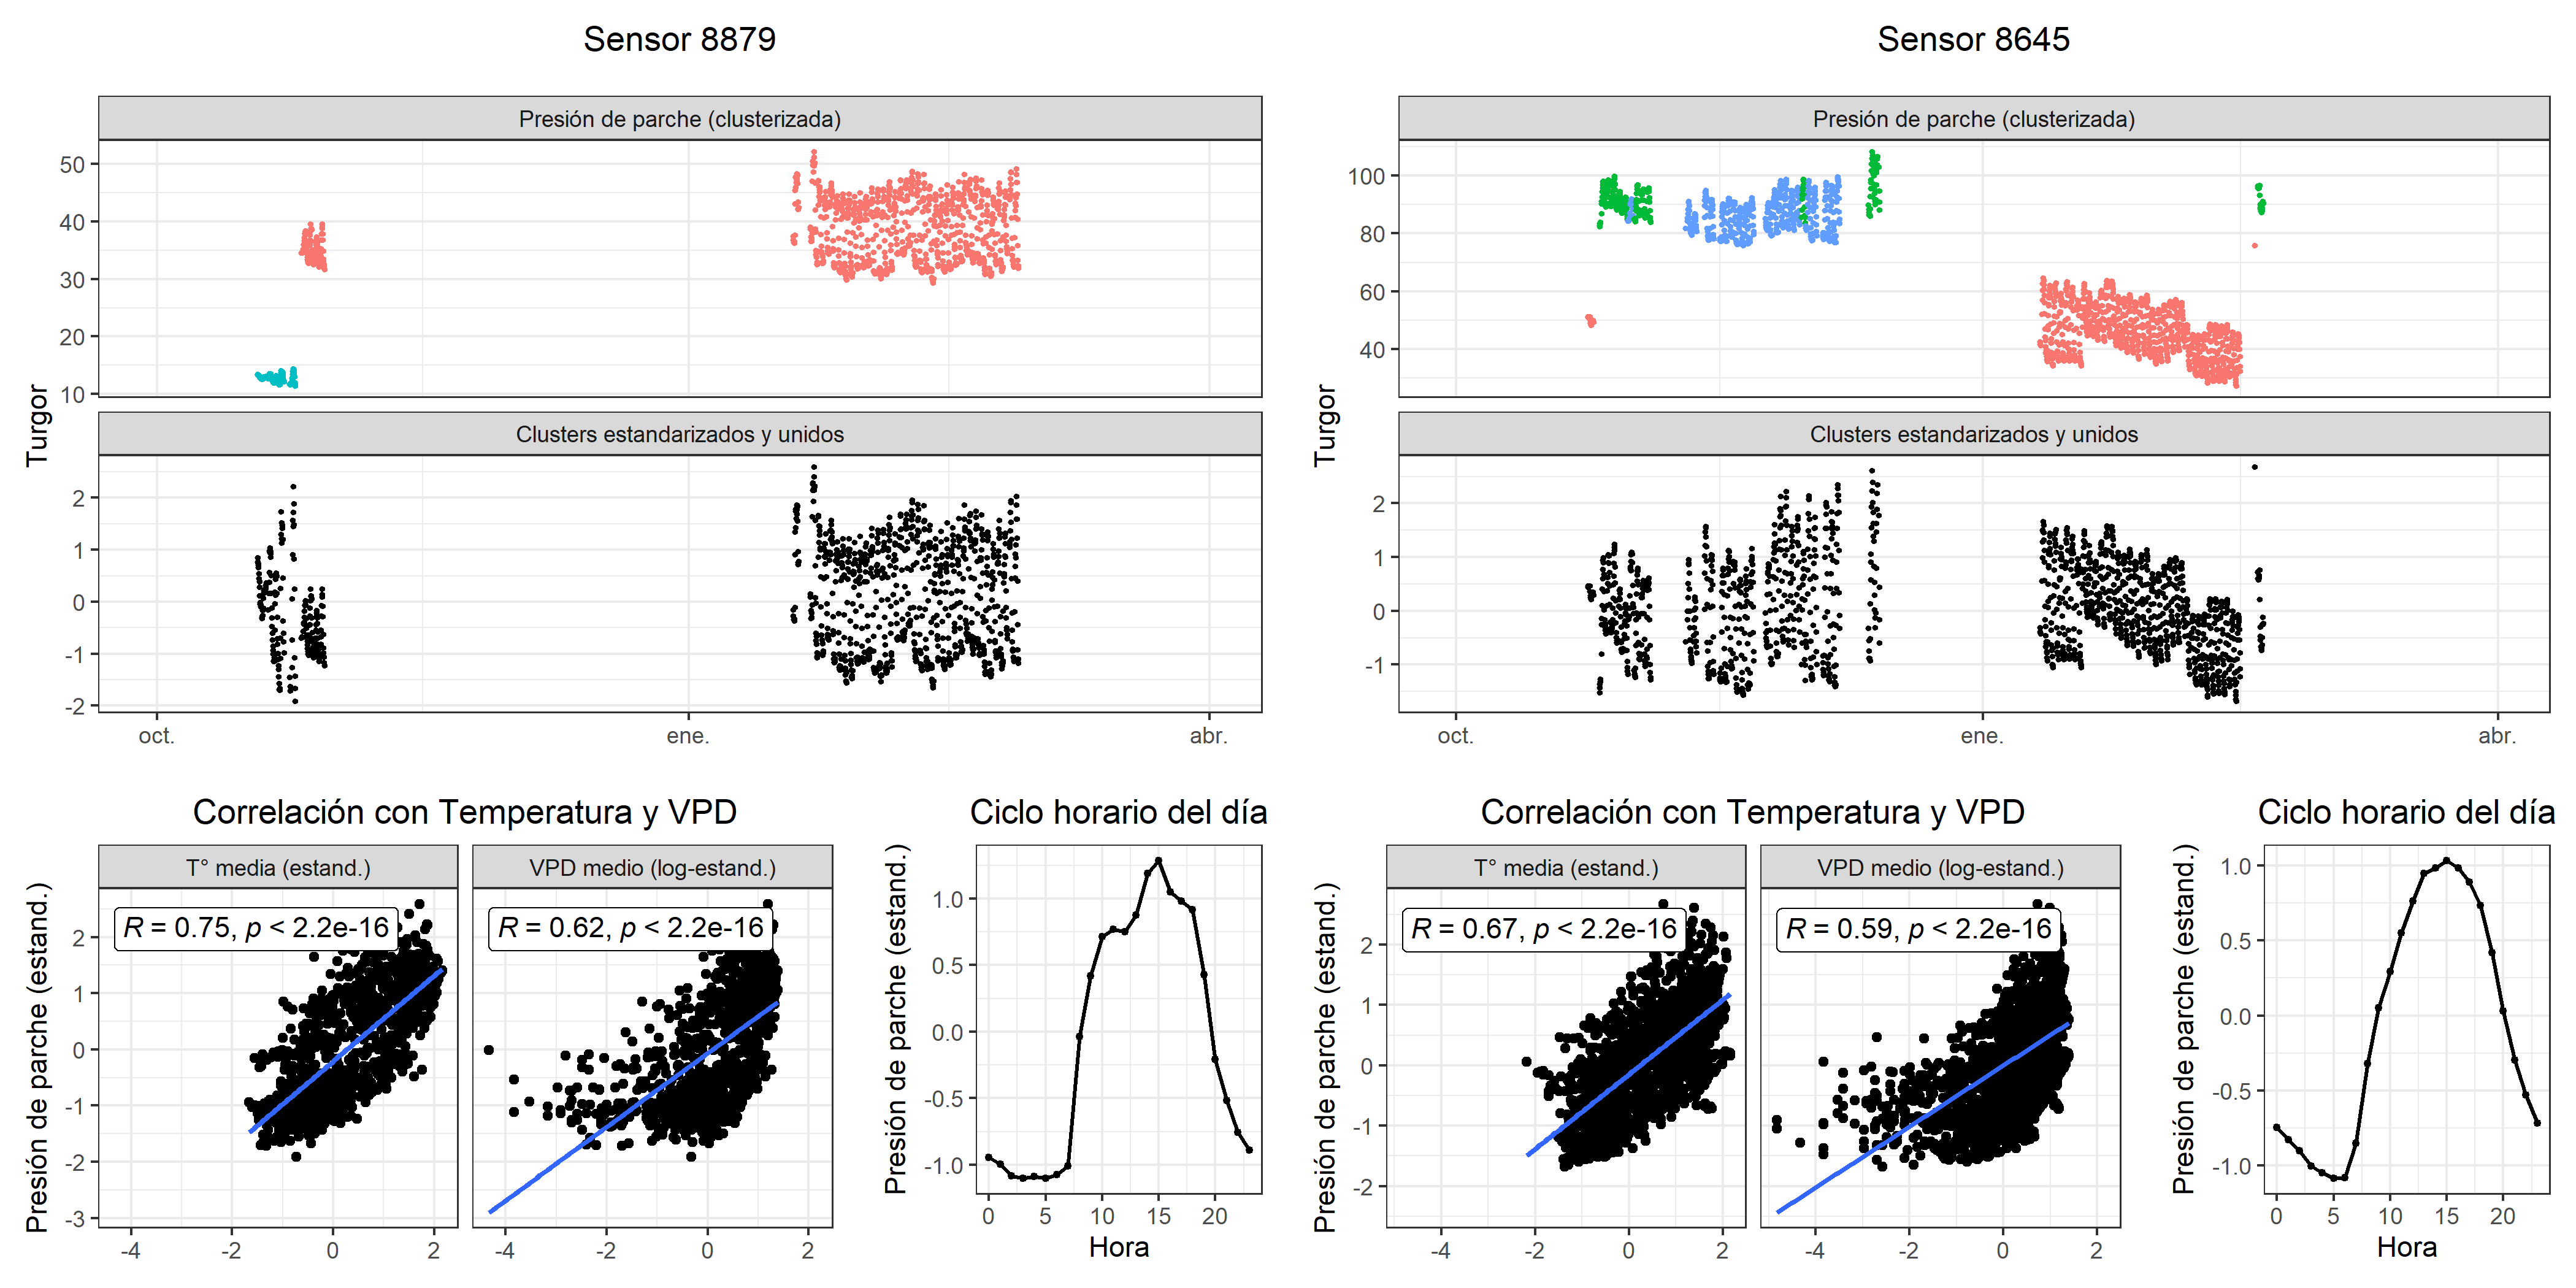 Sensor 8879
Presión de parche (clusterizada)
50
40
30
20
10
Turgor
Clusters estandarizados y unidos
2
1
0
-1
-2
oct.
ene.
abr.
Correlación con Temperatura y VPD
T° media (estand.)
VPD medio (log-estand.)
R = 0.75, p < 2.2e-16
R = 0.62, p < 2.2e-16
Presión de parche (estand.)
2
1
0
-1
-2
-3
-4
-2
0
2
-4
-2
0
2
Ciclo horario del día
Presión de parche (estand.)
1.0
0.5
0.0
-0.5
-1.0
0
5
10
15
20
Hora
Sensor 8645
Presión de parche (clusterizada)
100
80
60
40
Turgor
Clusters estandarizados y unidos
2
1
0
-1
oct.
ene.
abr.
Correlación con Temperatura y VPD
T° media (estand.)
VPD medio (log-estand.)
R = 0.67, p < 2.2e-16
R = 0.59, p < 2.2e-16
Presión de parche (estand.)
2
1
0
-1
-2
-4
-2
0
2
-4
-2
0
2
Ciclo horario del día
Presión de parche (estand.)
1.0
0.5
0.0
-0.5
-1.0
0
5
10
15
20
Hora